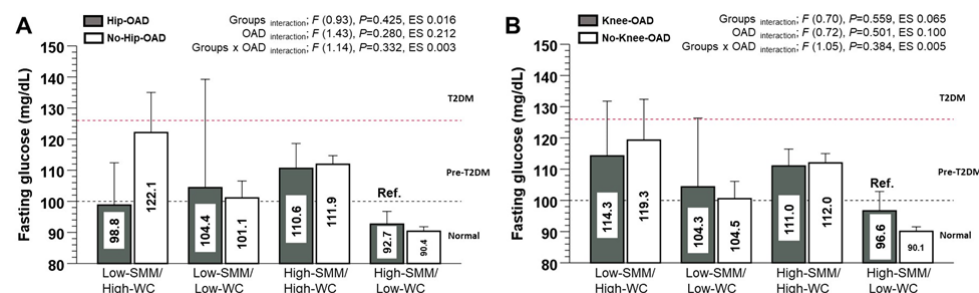 A
Hip-OAD
No-Hip-OAD
Groups interaction; F (0.93), P=0.425, ES 0.016
OAD interaction; F (1.43), P=0.280, ES 0.212
Groups x OAD interaction; F (1.14), P=0.332, ES 0.003
Fasting glucose (mg/dL)
150
140
130
120
110
100
90
80
T2DM
Pre-T2DM
Normal
98.8
122.1
104.4
101.1
110.6
111.9
Ref.
92.7
90.4
Low-SMM/
High-WC
Low-SMM/
Low-WC
High-SMM/
High-WC
High-SMM/
Low-WC
B
Knee-OAD
No-Knee-OAD
Groups interaction; F (0.70), P=0.559, ES 0.065
OAD interaction; F (0.72), P=0.501, ES 0.100
Groups x OAD interaction; F (1.05), P=0.384, ES 0.005
Fasting glucose (mg/dL)
150
140
130
120
110
100
90
80
T2DM
Pre-T2DM
Normal
114.3
119.3
104.3
104.5
111.0
112.0
Ref.
96.6
90.1
Low-SMM/
High-WC
Low-SMM/
Low-WC
High-SMM/
High-WC
High-SMM/
Low-WC